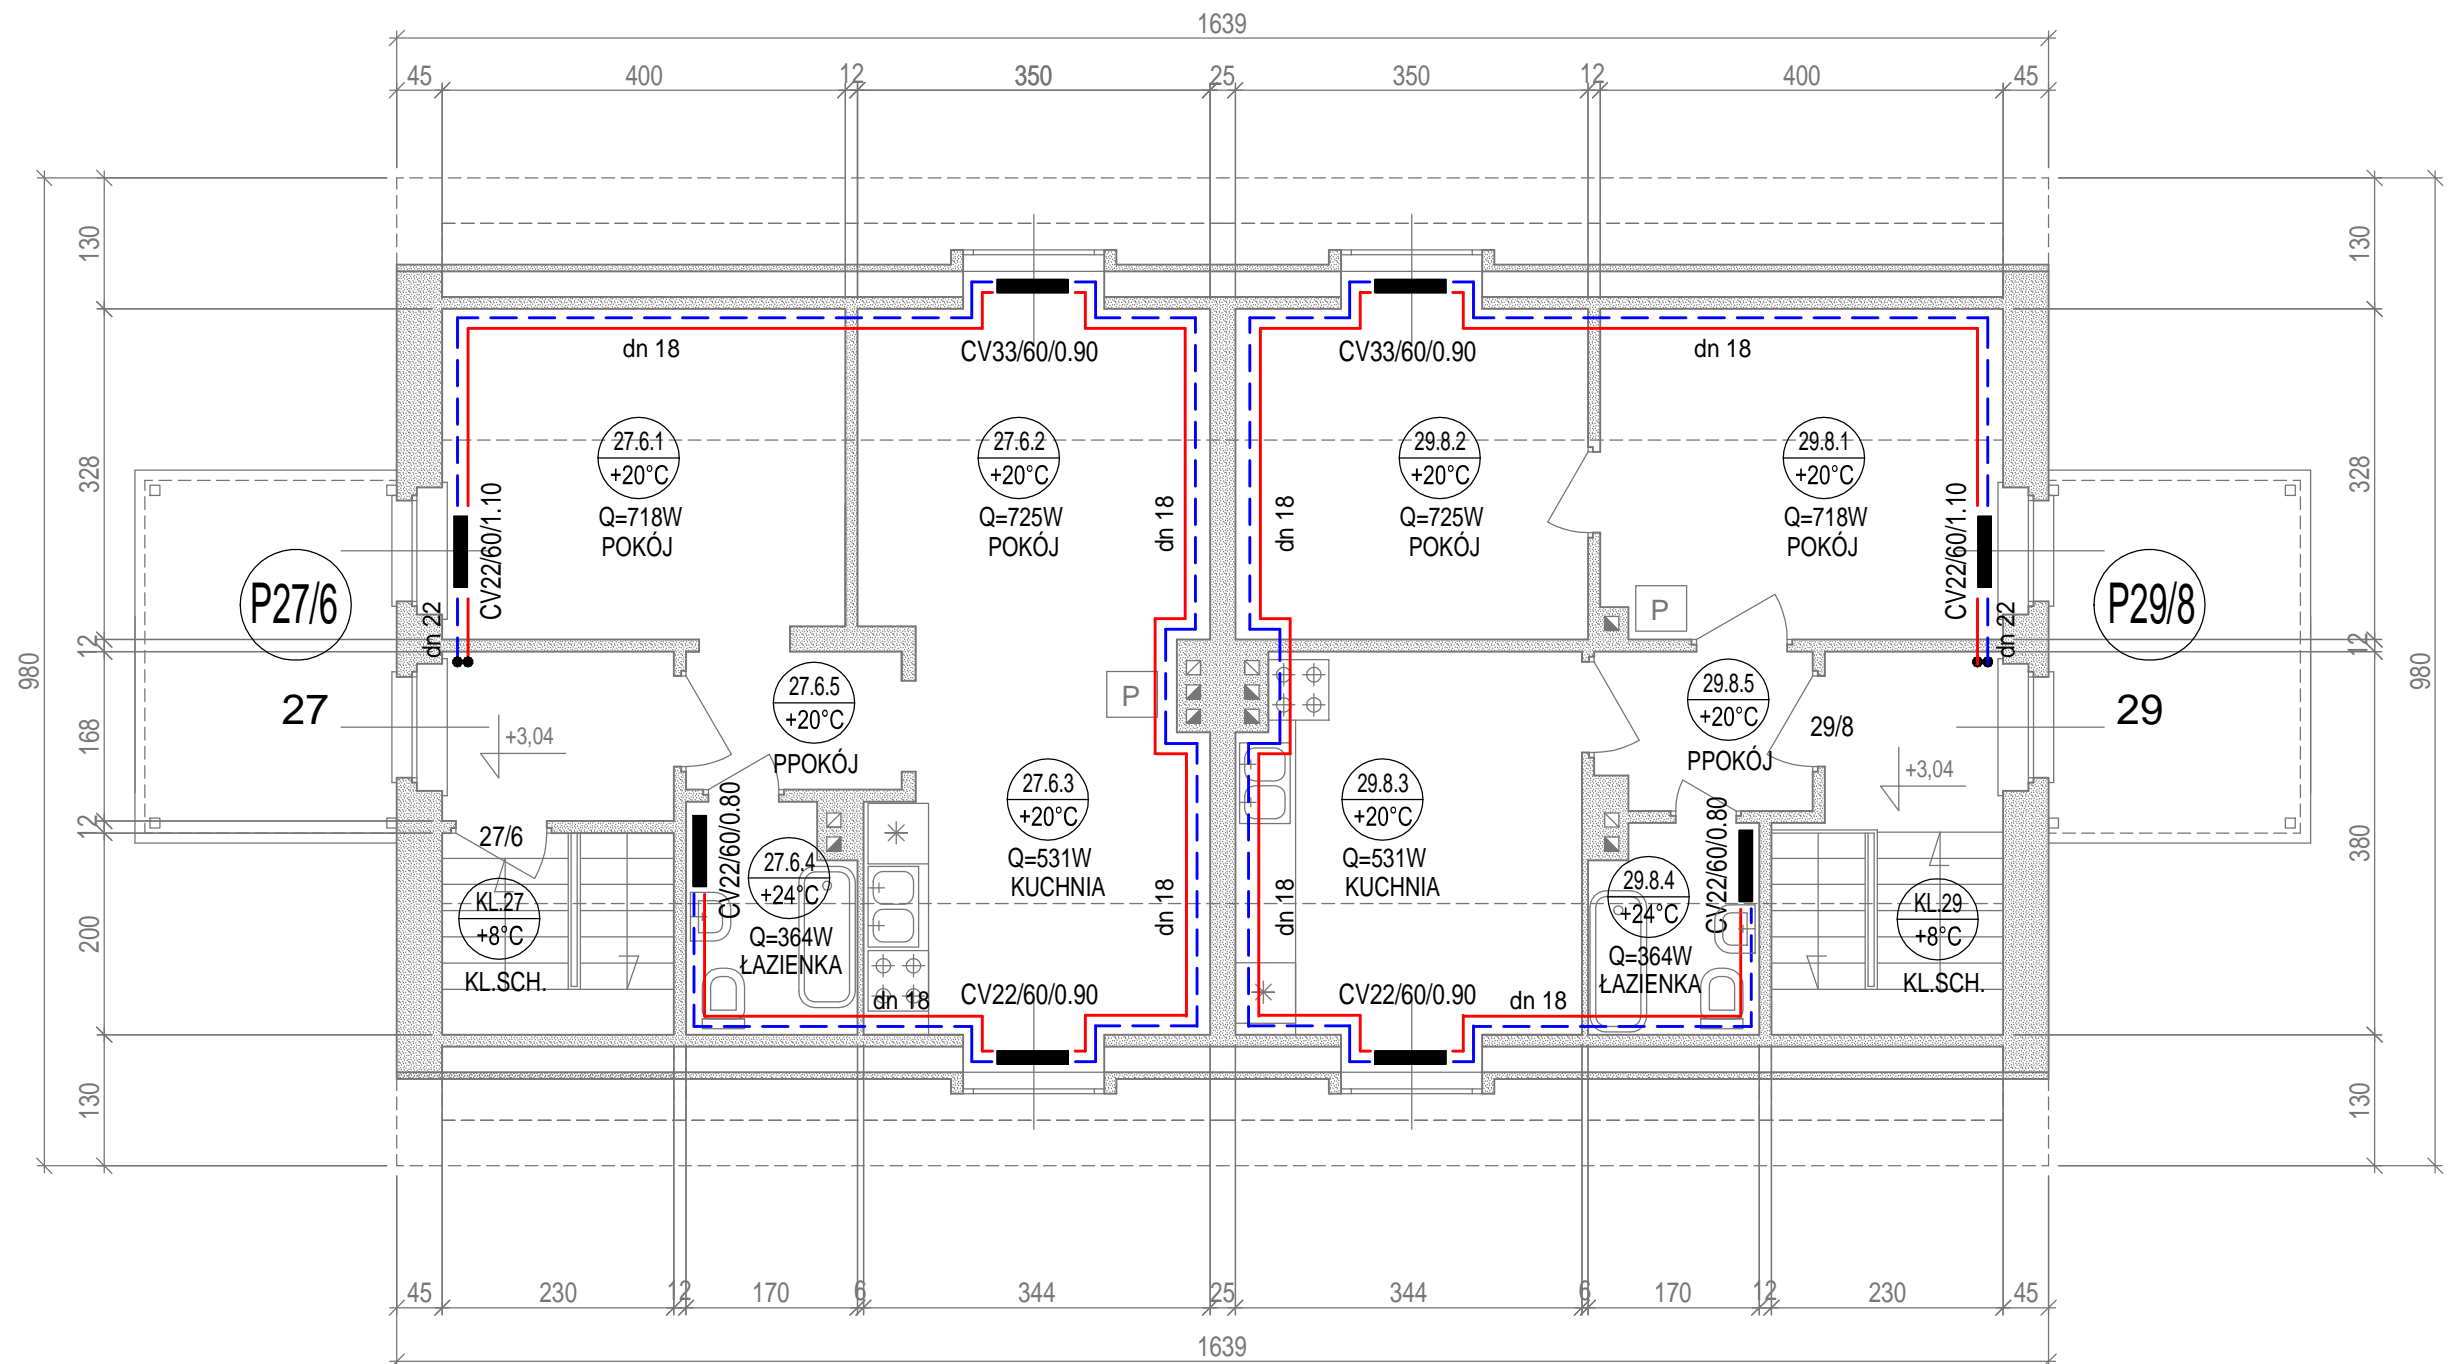 1639
45 400 12 350 25 350 12 400 45
130
130
CV33/60/0.90
CV33/60/0.90
dn 18
dn 18
27.6.1
+20°C
Q=718W
POKÓJ
27.6.2
+20°C
Q=725W
POKÓJ
29.8.2
+20°C
Q=725W
POKÓJ
29.8.1
+20°C
Q=718W
POKÓJ
328
328
CV22/60/1.10
dn 18
dn 18
CV22/60/1.10
P27/6
P29/8
dn 22
dn 22
P
P
12
12
980
980
27
29
27.6.5
+20°C
PPOKÓJ
29.8.5
+20°C
PPOKÓJ
29/8
168
+3,04
+3,04
27.6.3
+20°C
Q=531W
KUCHNIA
29.8.3
+20°C
Q=531W
KUCHNIA
12
380
27/6
CV22/60/0.80
CV22/60/0.80
27.6.4
+24°C
Q=364W
ŁAZIENKA
29.8.4
+24°C
Q=364W
ŁAZIENKA
KL.27
+8°C
KL.SCH.
KL.29
+8°C
KL.SCH.
200
dn 18
dn 18
P
dn 18
CV22/60/0.90
CV22/60/0.90
dn 18
130
130
45 230 12 170 6 344 25 344 6 170 12 230 45
1639